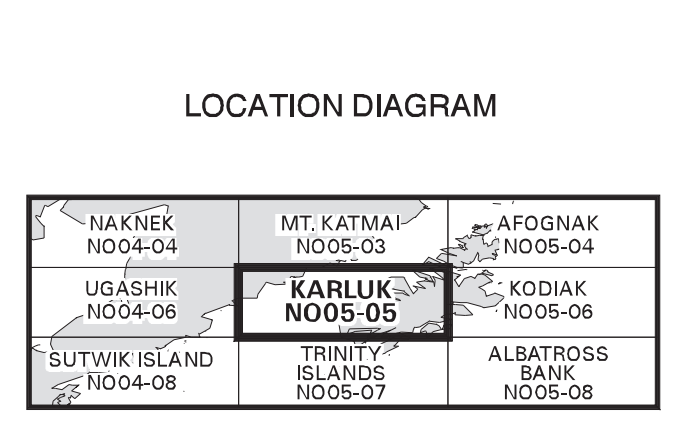 LOCATION DIAGRAM
NAKNEK
NO04-04
MT. KATMAI
NO05-03
AFOGNAK
NO05-04
UGASHIK
NO04-06
KARLUK
NO05-05
KODIAK
NO05-06
SUTWIK ISLAND
NO04-08
TRINITY
ISLANDS
NO05-07
ALBATROSS
BANK
NO05-08